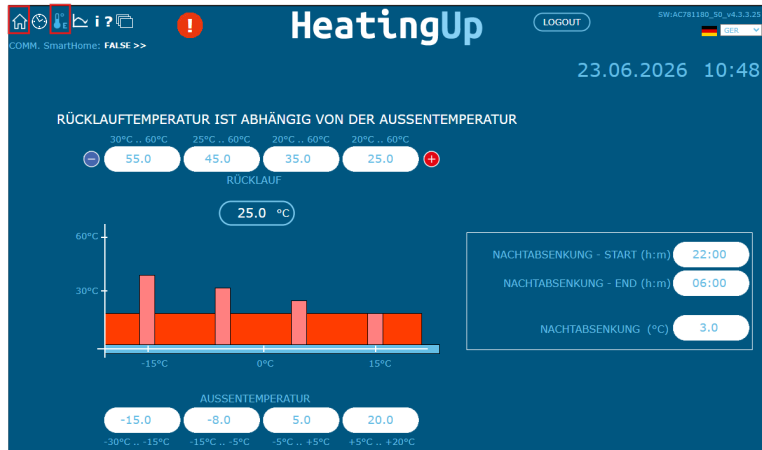 E i ?
!
HeatingUp
LOGOUT
SW:AC781180_50_v4.3.3.25
GER
COMM. SmartHome: FALSE >>
23.06.2026 10:48
RÜCKLAUFTEMPERATUR IST ABHÄNGIG VON DER AUSSENTEMPERATUR
30°C .. 60°C 25°C .. 60°C 20°C .. 60°C 20°C .. 60°C
− 55.0 45.0 35.0 25.0 +
RÜCKLAUF
25.0 °C
60°C
30°C
-15°C 0°C 15°C
NACHTABSENKUNG - START (h:m) 22:00
NACHTABSENKUNG - END (h:m) 06:00
NACHTABSENKUNG (°C) 3.0
AUSSENTEMPERATUR
-15.0 -8.0 5.0 20.0
-30°C .. -15°C -15°C .. -5°C -5°C .. +5°C +5°C .. +20°C